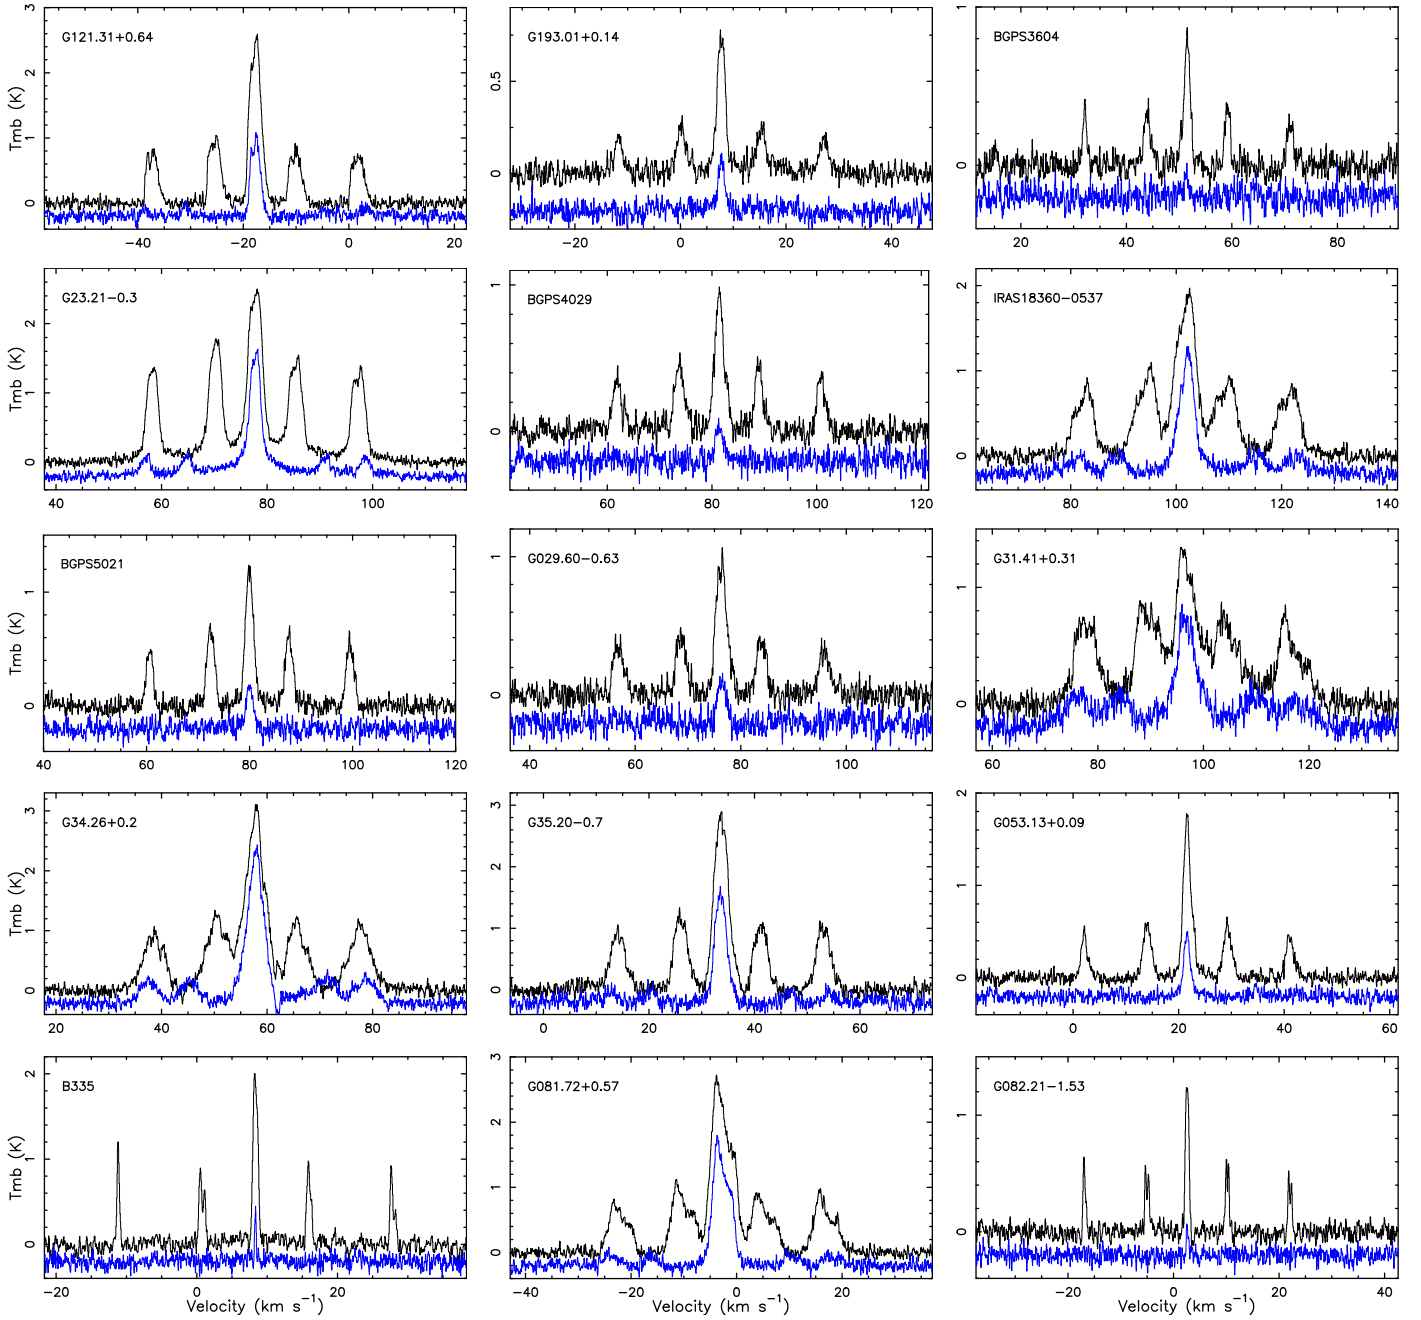 G121.31+0.64
Tmb (K)
0 1 2 3
−40 −20 0 20
G193.01+0.14
0 0.5
−20 0 20 40
BGPS3604
0 1
20 40 60 80
G23.21−0.3
Tmb (K)
0 1 2
40 60 80 100
BGPS4029
0 1
60 80 100 120
IRAS18360−0537
0 1 2
80 100 120 140
BGPS5021
Tmb (K)
0 1
40 60 80 100 120
G029.60−0.63
0 1
40 60 80 100
G31.41+0.31
0 1
60 80 100 120
G34.26+0.2
Tmb (K)
0 1 2 3
20 40 60 80
G35.20−0.7
0 1 2 3
0 20 40 60
G053.13+0.09
0 1 2
0 20 40 60
B335
Tmb (K)
0 1 2
−20 0 20
Velocity (km s⁻¹)
G081.72+0.57
0 1 2 3
−40 −20 0 20
Velocity (km s⁻¹)
G082.21−1.53
0 1
−20 0 20 40
Velocity (km s⁻¹)